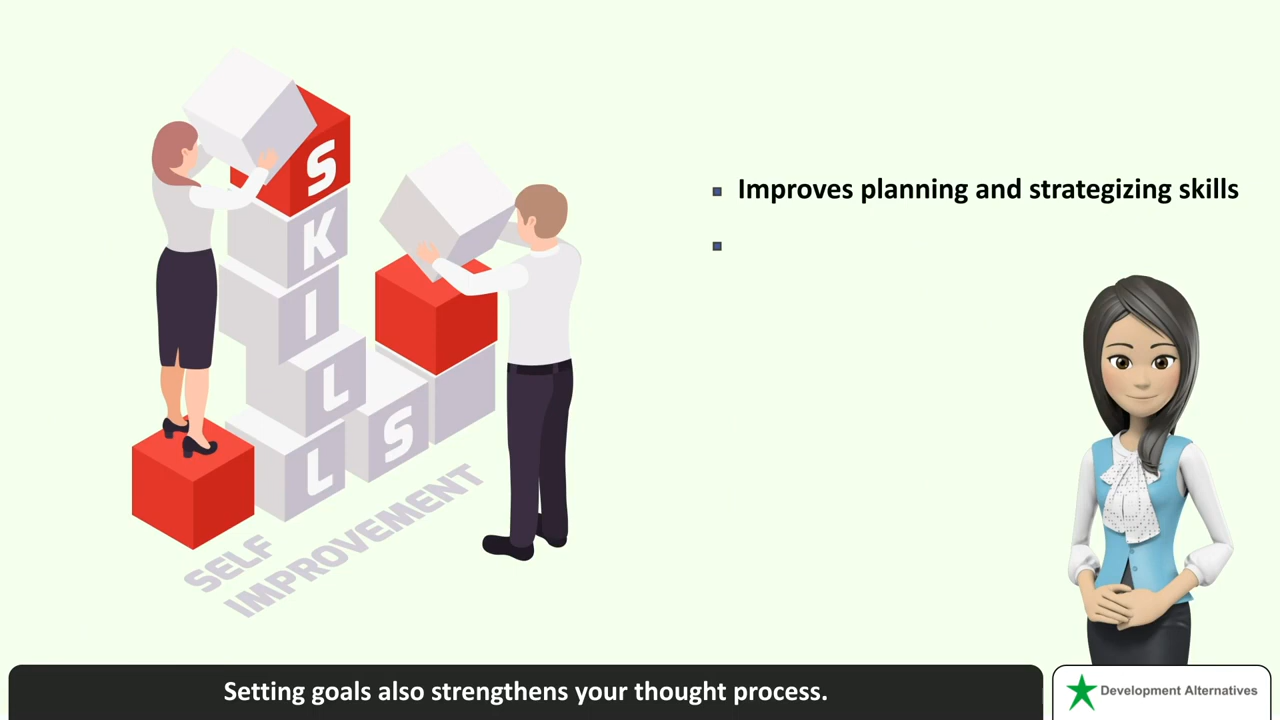 SKILLS
SELF
IMPROVEMENT
Improves planning and strategizing skills
Setting goals also strengthens your thought process.
Development Alternatives